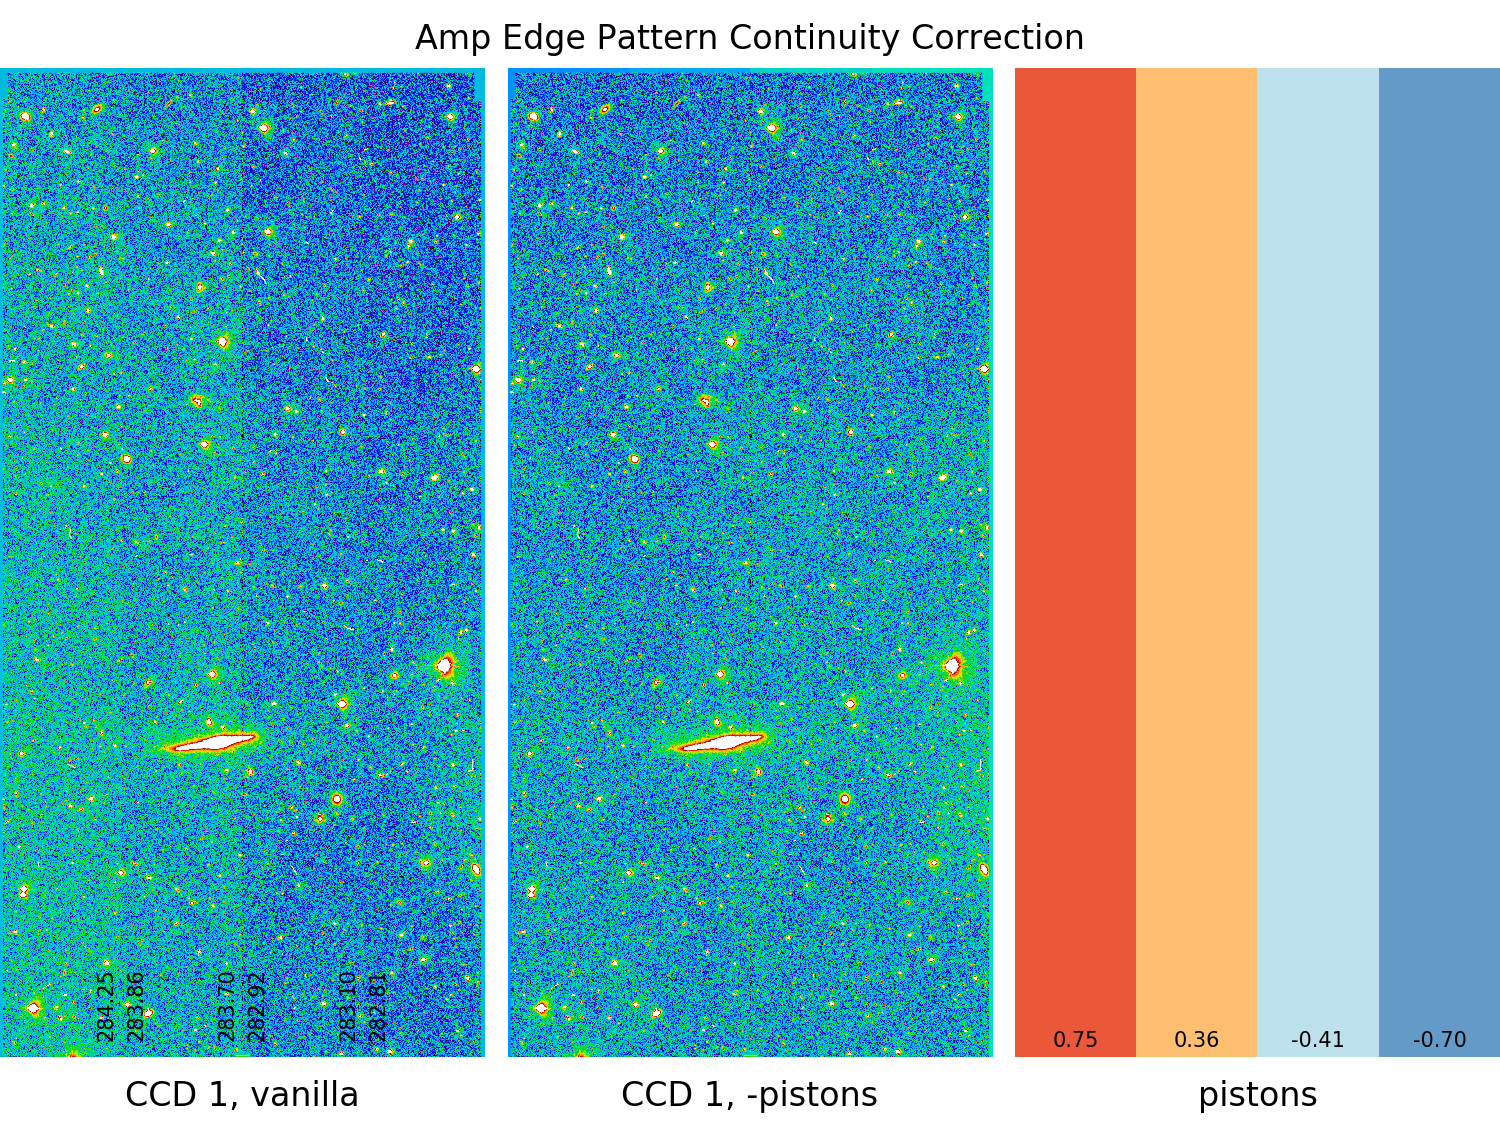 Amp Edge Pattern Continuity Correction
284.25
283.86
283.70
282.92
283.10
282.81
0.75
0.36
-0.41
-0.70
CCD 1, vanilla
CCD 1, -pistons
pistons